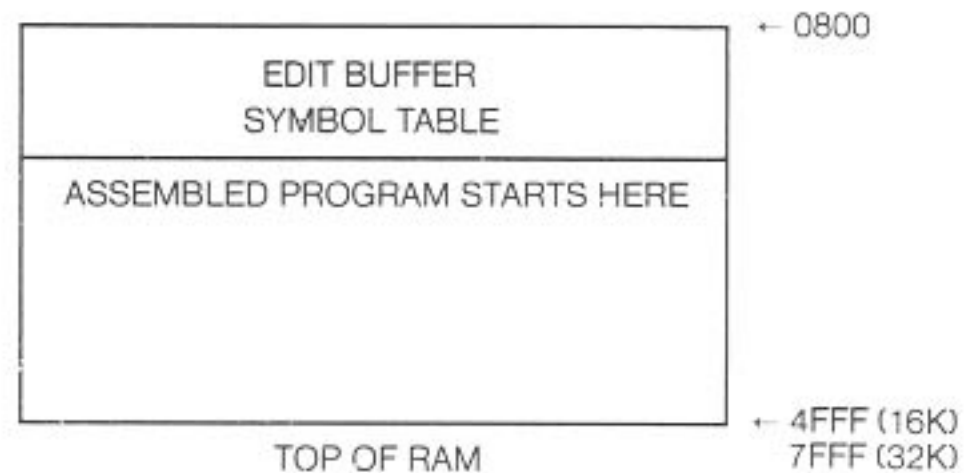 ← 0800
EDIT BUFFER
SYMBOL TABLE
ASSEMBLED PROGRAM STARTS HERE
← 4FFF (16K)
TOP OF RAM 7FFF (32K)